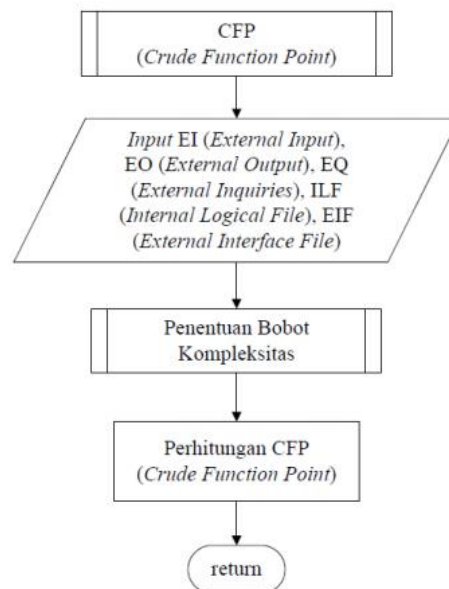 CFP
(Crude Function Point)
Input EI (External Input),
EO (External Output), EQ
(External Inquiries), ILF
(Internal Logical File), EIF
(External Interface File)
Penentuan Bobot
Kompleksitas
Perhitungan CFP
(Crude Function Point)
return